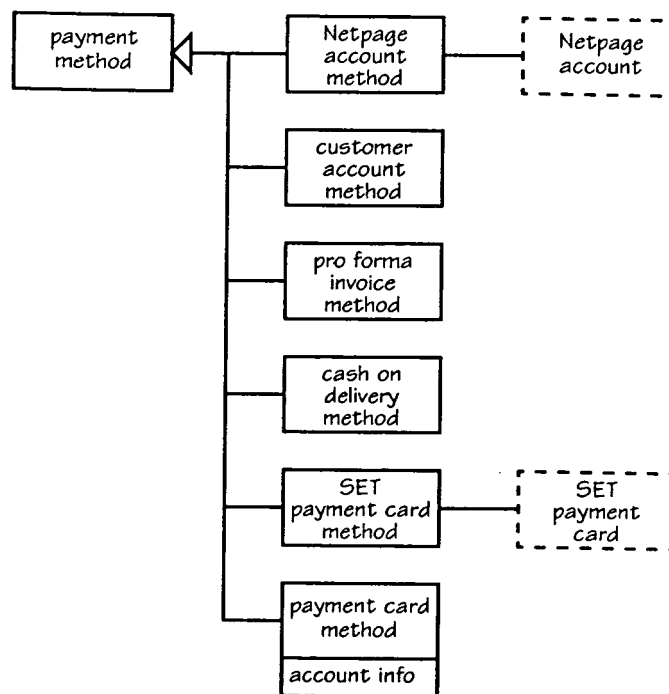 payment
method
Netpage
account
method
Netpage
account
customer
account
method
pro forma
invoice
method
cash on
delivery
method
SET
payment card
method
SET
payment
card
payment card
method
account info